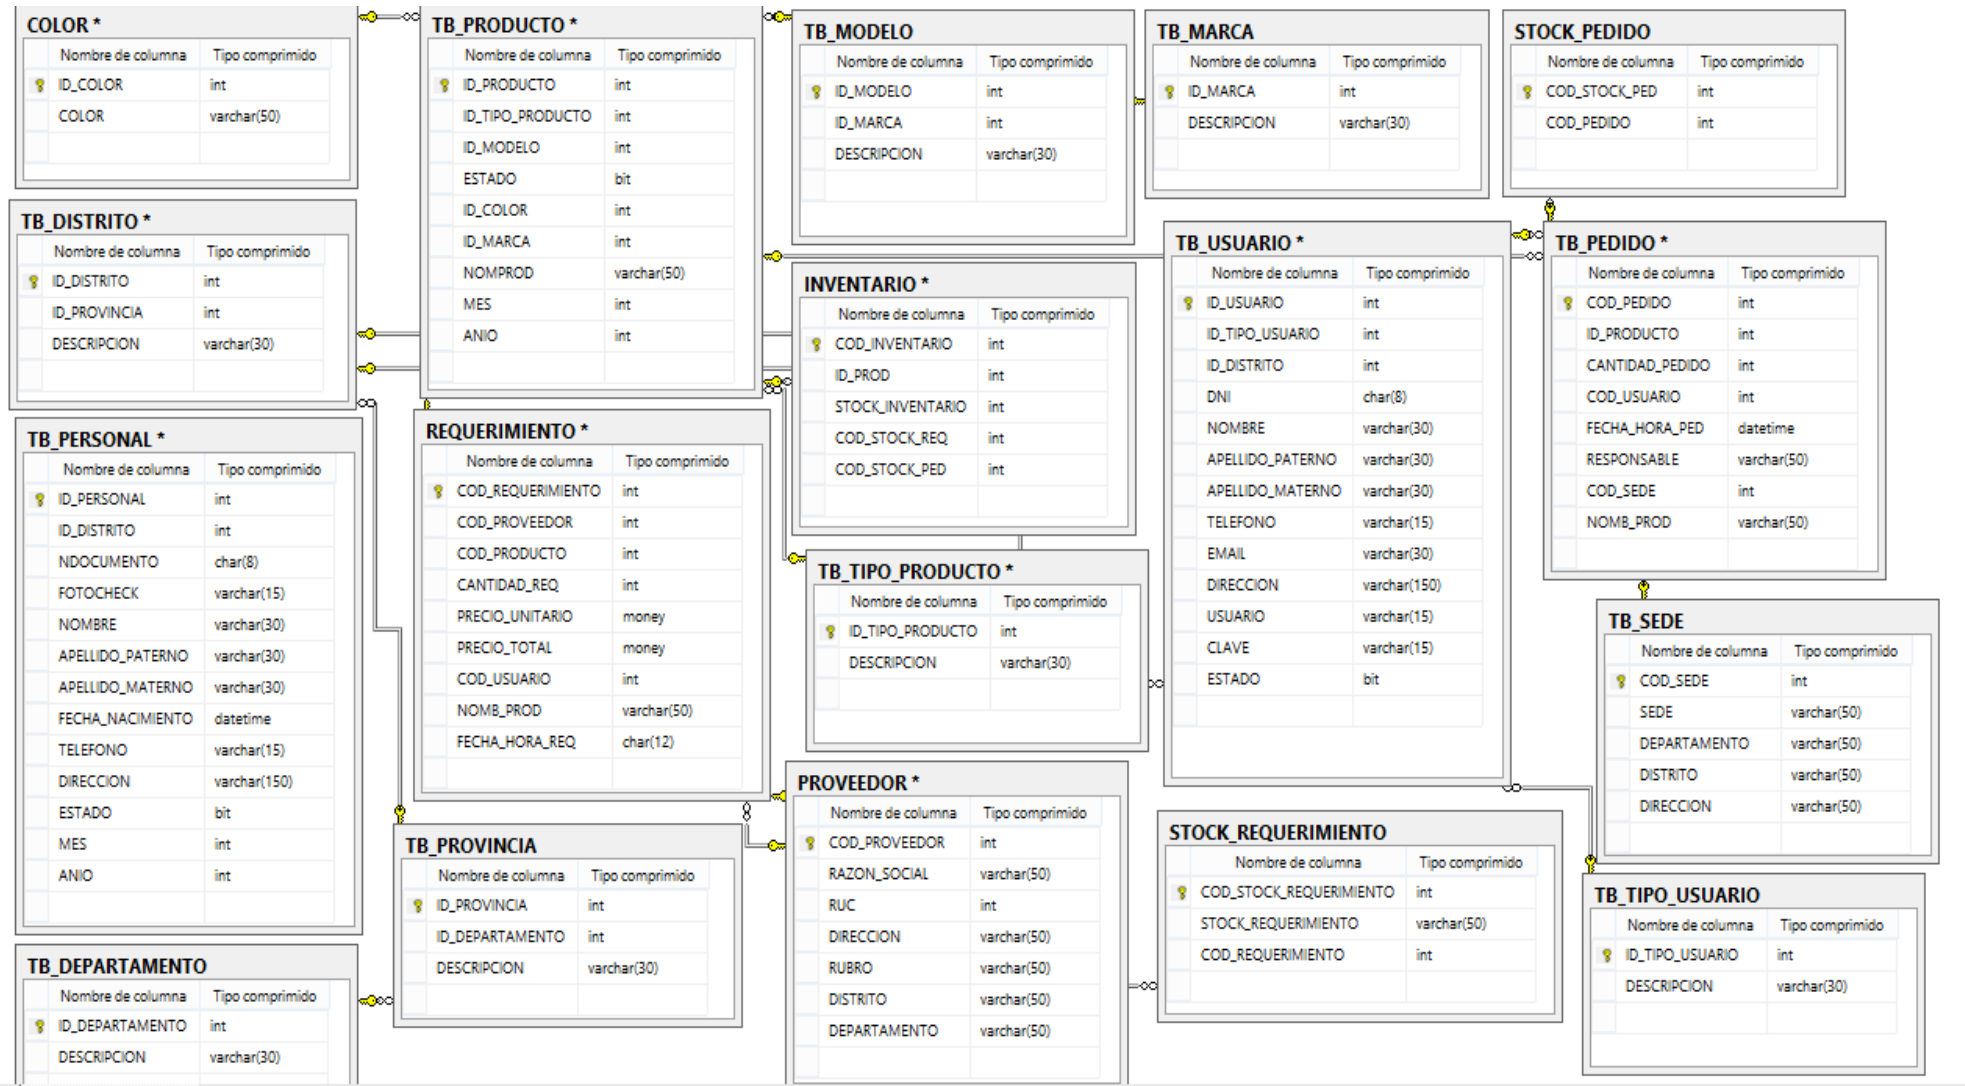 COLOR *
Nombre de columna Tipo comprimido
ID_COLOR int
COLOR varchar(50)
TB_PRODUCTO *
Nombre de columna Tipo comprimido
ID_PRODUCTO int
ID_TIPO_PRODUCTO int
ID_MODELO int
ESTADO bit
ID_COLOR int
ID_MARCA int
NOMPROD varchar(50)
MES int
ANIO int
TB_MODELO
Nombre de columna Tipo comprimido
ID_MODELO int
ID_MARCA int
DESCRIPCION varchar(30)
TB_MARCA
Nombre de columna Tipo comprimido
ID_MARCA int
DESCRIPCION varchar(30)
STOCK_PEDIDO
Nombre de columna Tipo comprimido
COD_STOCK_PED int
COD_PEDIDO int
TB_DISTRITO *
Nombre de columna Tipo comprimido
ID_DISTRITO int
ID_PROVINCIA int
DESCRIPCION varchar(30)
INVENTARIO *
Nombre de columna Tipo comprimido
COD_INVENTARIO int
ID_PROD int
STOCK_INVENTARIO int
COD_STOCK_REQ int
COD_STOCK_PED int
TB_USUARIO *
Nombre de columna Tipo comprimido
ID_USUARIO int
ID_TIPO_USUARIO int
ID_DISTRITO int
DNI char(8)
NOMBRE varchar(30)
APELLIDO_PATERNO varchar(30)
APELLIDO_MATERNO varchar(30)
TELEFONO varchar(15)
EMAIL varchar(30)
DIRECCION varchar(150)
USUARIO varchar(15)
CLAVE varchar(15)
ESTADO bit
TB_PEDIDO *
Nombre de columna Tipo comprimido
COD_PEDIDO int
ID_PRODUCTO int
CANTIDAD_PEDIDO int
COD_USUARIO int
FECHA_HORA_PED datetime
RESPONSABLE varchar(50)
COD_SEDE int
NOMB_PROD varchar(50)
TB_PERSONAL *
Nombre de columna Tipo comprimido
ID_PERSONAL int
ID_DISTRITO int
NDOCUMENTO char(8)
FOTOCHECK varchar(15)
NOMBRE varchar(30)
APELLIDO_PATERNO varchar(30)
APELLIDO_MATERNO varchar(30)
FECHA_NACIMIENTO datetime
TELEFONO varchar(15)
DIRECCION varchar(150)
ESTADO bit
MES int
ANIO int
REQUERIMIENTO *
Nombre de columna Tipo comprimido
COD_REQUERIMIENTO int
COD_PROVEEDOR int
COD_PRODUCTO int
CANTIDAD_REQ int
PRECIO_UNITARIO money
PRECIO_TOTAL money
COD_USUARIO int
NOMB_PROD varchar(50)
FECHA_HORA_REQ char(12)
TB_TIPO_PRODUCTO *
Nombre de columna Tipo comprimido
ID_TIPO_PRODUCTO int
DESCRIPCION varchar(30)
TB_SEDE
Nombre de columna Tipo comprimido
COD_SEDE int
SEDE varchar(50)
DEPARTAMENTO varchar(50)
DISTRITO varchar(50)
DIRECCION varchar(50)
TB_PROVINCIA
Nombre de columna Tipo comprimido
ID_PROVINCIA int
ID_DEPARTAMENTO int
DESCRIPCION varchar(30)
PROVEEDOR *
Nombre de columna Tipo comprimido
COD_PROVEEDOR int
RAZON_SOCIAL varchar(50)
RUC int
DIRECCION varchar(50)
RUBRO varchar(50)
DISTRITO varchar(50)
DEPARTAMENTO varchar(50)
STOCK_REQUERIMIENTO
Nombre de columna Tipo comprimido
COD_STOCK_REQUERIMIENTO int
STOCK_REQUERIMIENTO varchar(50)
COD_REQUERIMIENTO int
TB_TIPO_USUARIO
Nombre de columna Tipo comprimido
ID_TIPO_USUARIO int
DESCRIPCION varchar(30)
TB_DEPARTAMENTO
Nombre de columna Tipo comprimido
ID_DEPARTAMENTO int
DESCRIPCION varchar(30)